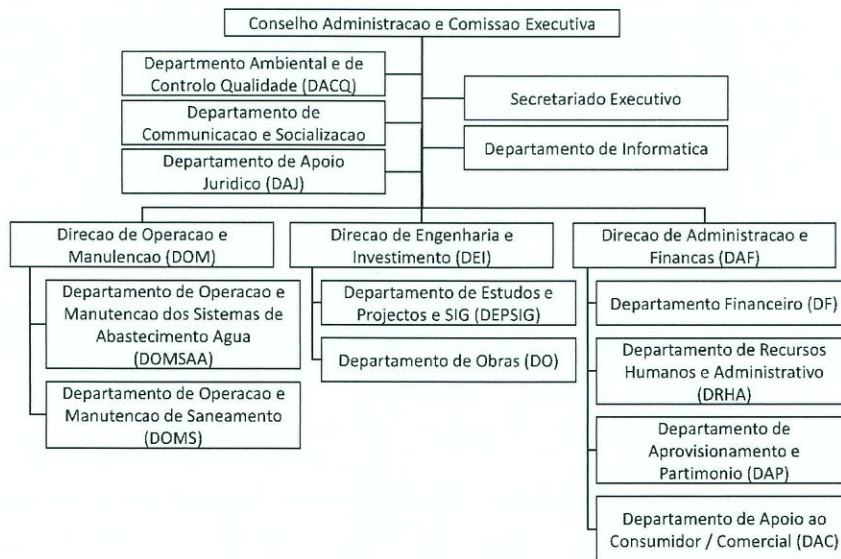 Conselho Administracao e Comissao Executiva
Departmento Ambiental e de
Controlo Qualidade (DACQ)
Secretariado Executivo
Departamento de
Communicacao e Socializacao
Departamento de Informatica
Departamento de Apoio
Juridico (DAJ)
Direcao de Operacao e
Manulencao (DOM)
Direcao de Engenharia e
Investimento (DEI)
Direcao de Administracao e
Financas (DAF)
Departamento de Operacao e
Manutencao dos Sistemas de
Abastecimento Agua
(DOMSAA)
Departamento de Operacao e
Manutencao de Saneamento
(DOMS)
Departamento de Estudos e
Projectos e SIG (DEPSIG)
Departamento de Obras (DO)
Departamento Financeiro (DF)
Departamento de Recursos
Humanos e Administrativo
(DRHA)
Departamento de
Aprovisionamento e
Partimonio (DAP)
Departamento de Apoio ao
Consumidor / Comercial (DAC)